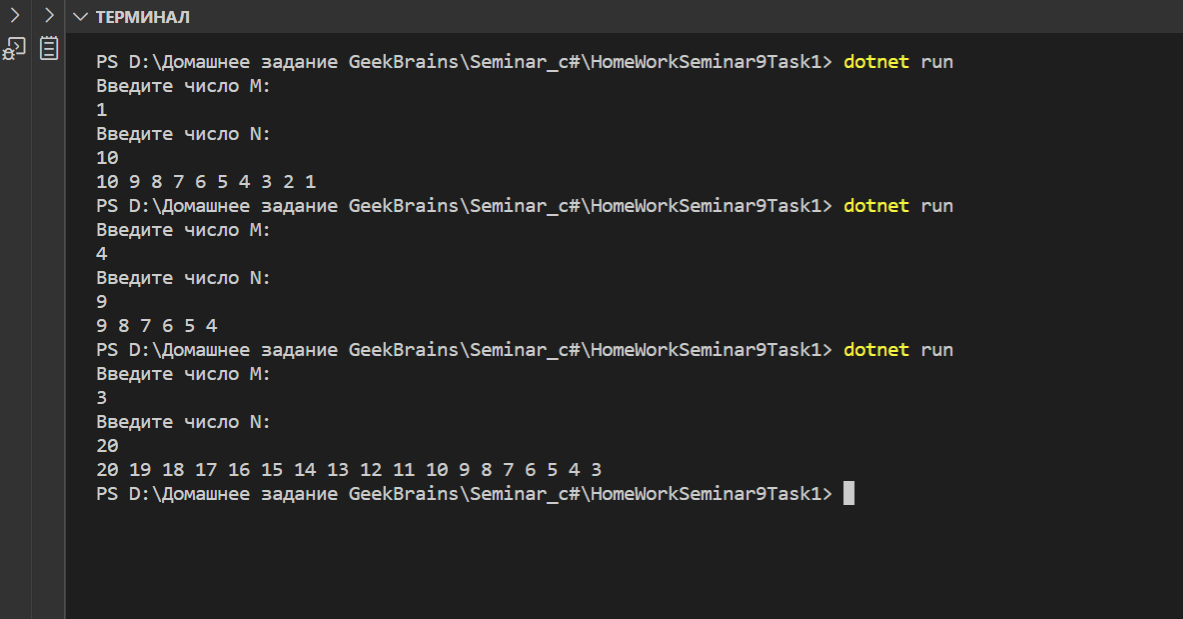 ТЕРМИНАЛ
PS D:\Домашнее задание GeekBrains\Seminar_c#\HomeWorkSeminar9Task1> dotnet run
Введите число M:
1
Введите число N:
10
10 9 8 7 6 5 4 3 2 1
PS D:\Домашнее задание GeekBrains\Seminar_c#\HomeWorkSeminar9Task1> dotnet run
Введите число M:
4
Введите число N:
9
9 8 7 6 5 4
PS D:\Домашнее задание GeekBrains\Seminar_c#\HomeWorkSeminar9Task1> dotnet run
Введите число M:
3
Введите число N:
20
20 19 18 17 16 15 14 13 12 11 10 9 8 7 6 5 4 3
PS D:\Домашнее задание GeekBrains\Seminar_c#\HomeWorkSeminar9Task1>